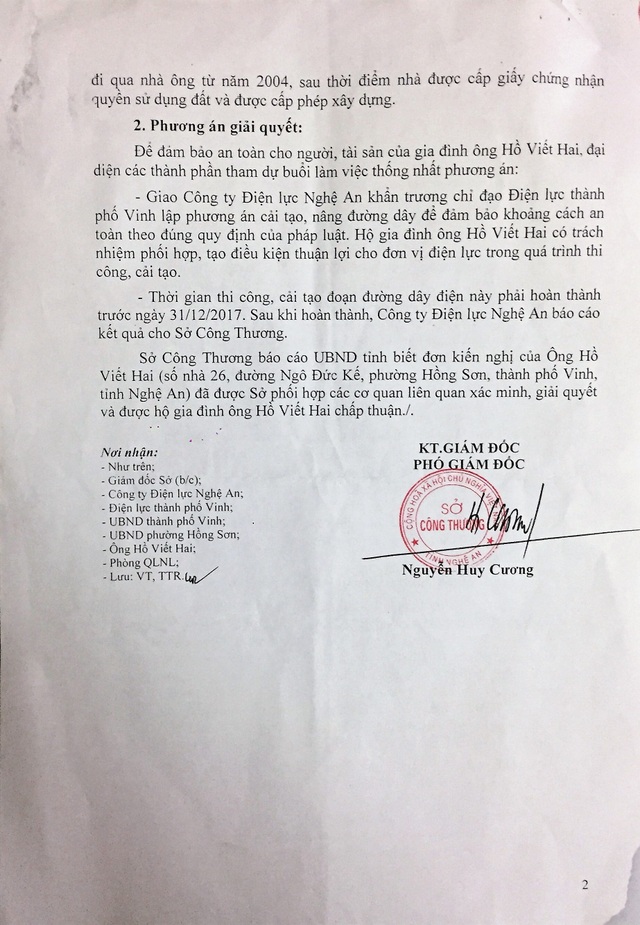 đi qua nhà ông từ năm 2004, sau thời điểm nhà được cấp giấy chứng nhận
quyền sử dụng đất và được cấp phép xây dựng.
2. Phương án giải quyết:
Để đảm bảo an toàn cho người, tài sản của gia đình ông Hồ Viết Hai, đại
diện các thành phần tham dự buổi làm việc thống nhất phương án:
- Giao Công ty Điện lực Nghệ An khẩn trương chỉ đạo Điện lực thành
phố Vinh lập phương án cải tạo, nâng đường dây để đảm bảo khoảng cách an
toàn theo đúng quy định của pháp luật. Hộ gia đình ông Hồ Viết Hai có trách
nhiệm phối hợp, tạo điều kiện thuận lợi cho đơn vị điện lực trong quá trình thi
công, cải tạo.
- Thời gian thi công, cải tạo đoạn đường dây điện này phải hoàn thành
trước ngày 31/12/2017. Sau khi hoàn thành, Công ty Điện lực Nghệ An báo cáo
kết quả cho Sở Công Thương.
Sở Công Thương báo cáo UBND tỉnh biết đơn kiến nghị của Ông Hồ
Viết Hai (số nhà 26, đường Ngô Đức Kế, phường Hồng Sơn, thành phố Vinh,
tỉnh Nghệ An) đã được Sở phối hợp các cơ quan liên quan xác minh, giải quyết
và được hộ gia đình ông Hồ Viết Hai chấp thuận./.
Nơi nhận:
- Như trên;
- Giám đốc Sở (b/c);
- Công ty Điện lực Nghệ An;
- Điện lực thành phố Vinh;
- UBND thành phố Vinh;
- UBND phường Hồng Sơn;
- Ông Hồ Viết Hai;
- Phòng QLNL;
- Lưu: VT, TTR.
KT.GIÁM ĐỐC
PHÓ GIÁM ĐỐC
CỘNG HOÀ XÃ HỘI CHỦ NGHĨA VIỆT
SỞ
CÔNG THƯƠNG
TỈNH NGHỆ AN
Nguyễn Huy Cương
2